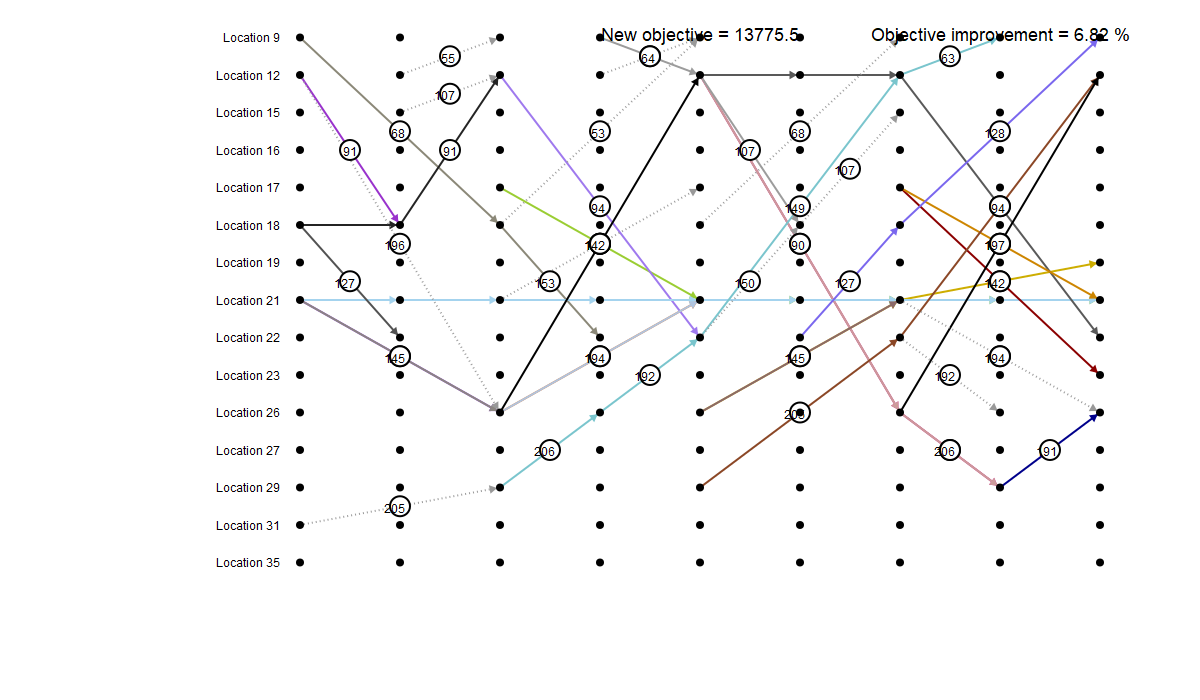 New objective = 13775.5 Objective improvement = 6.82 %
Location 9
55 64 63
Location 12
107
Location 15
68 53 68 128
Location 16
91 91 107
107
Location 17
94 149 94
Location 18
196 142 90 197
Location 19
127 153 150 127 142
Location 21
Location 22
145 194 145 194
Location 23
192 192
Location 26
Location 27
206 206 191
Location 29
205
Location 31
Location 35